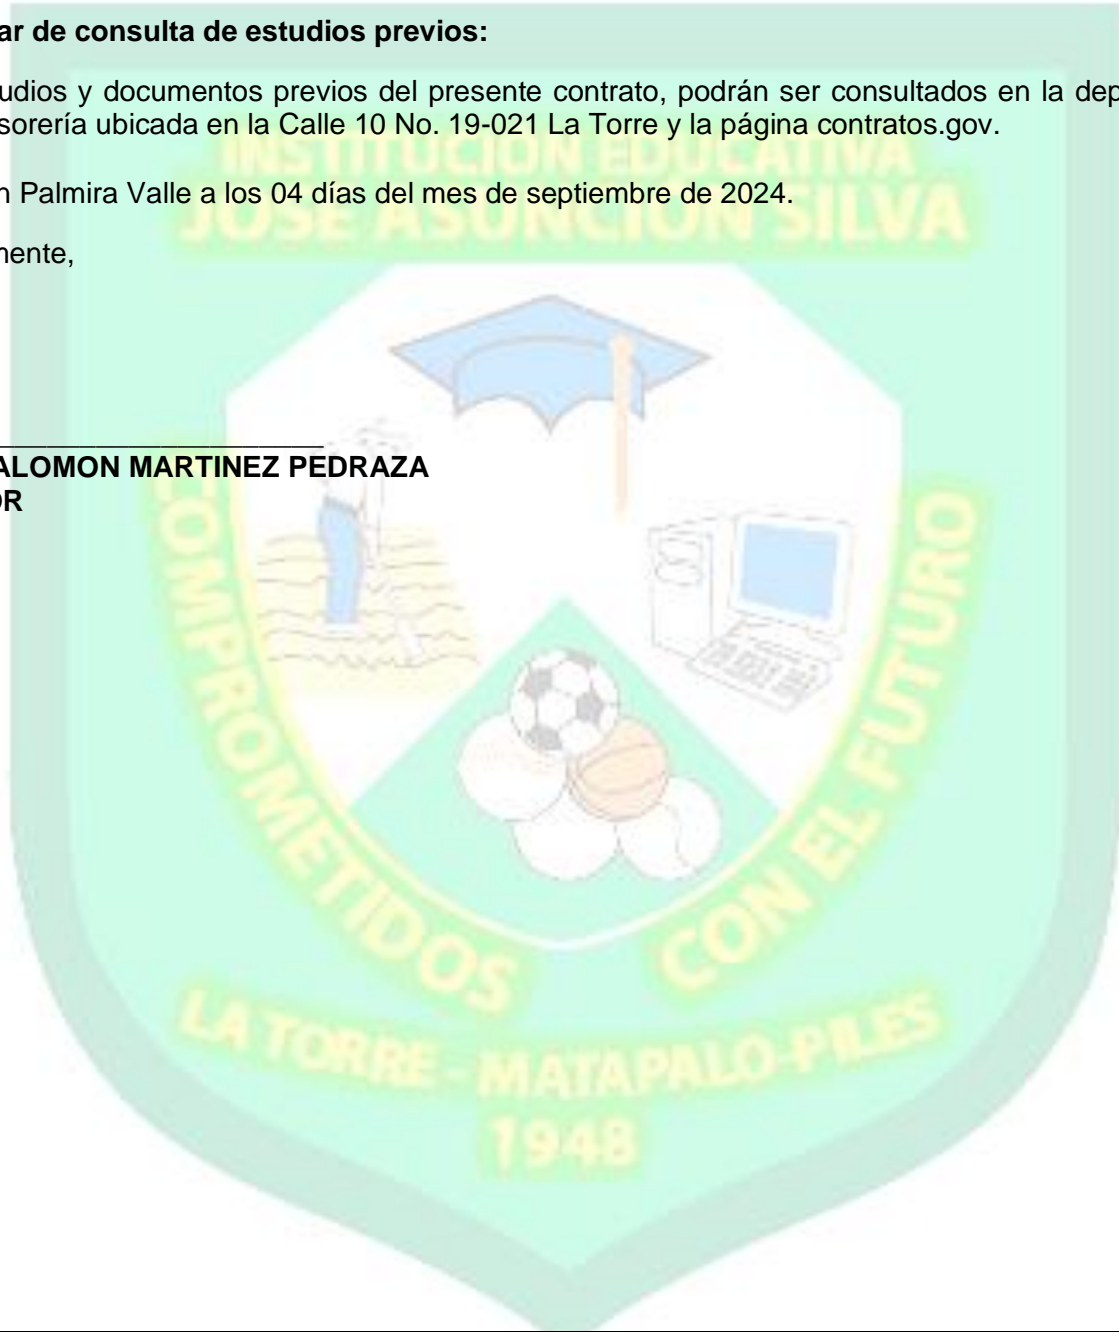 ar de consulta de estudios previos:
udios y documentos previos del presente contrato, podrán ser consultados en la dep
sorería ubicada en la Calle 10 No. 19-021 La Torre y la página contratos.gov.
n Palmira Valle a los 04 días del mes de septiembre de 2024.
mente,
ALOMON MARTINEZ PEDRAZA
OR
INSTITUCIÓN EDUCATIVA
JOSE ASUNCIÓN SILVA
COMPROMETIDOS
CON EL FUTURO
LA TORRE - MATAPALO-PILES
1948